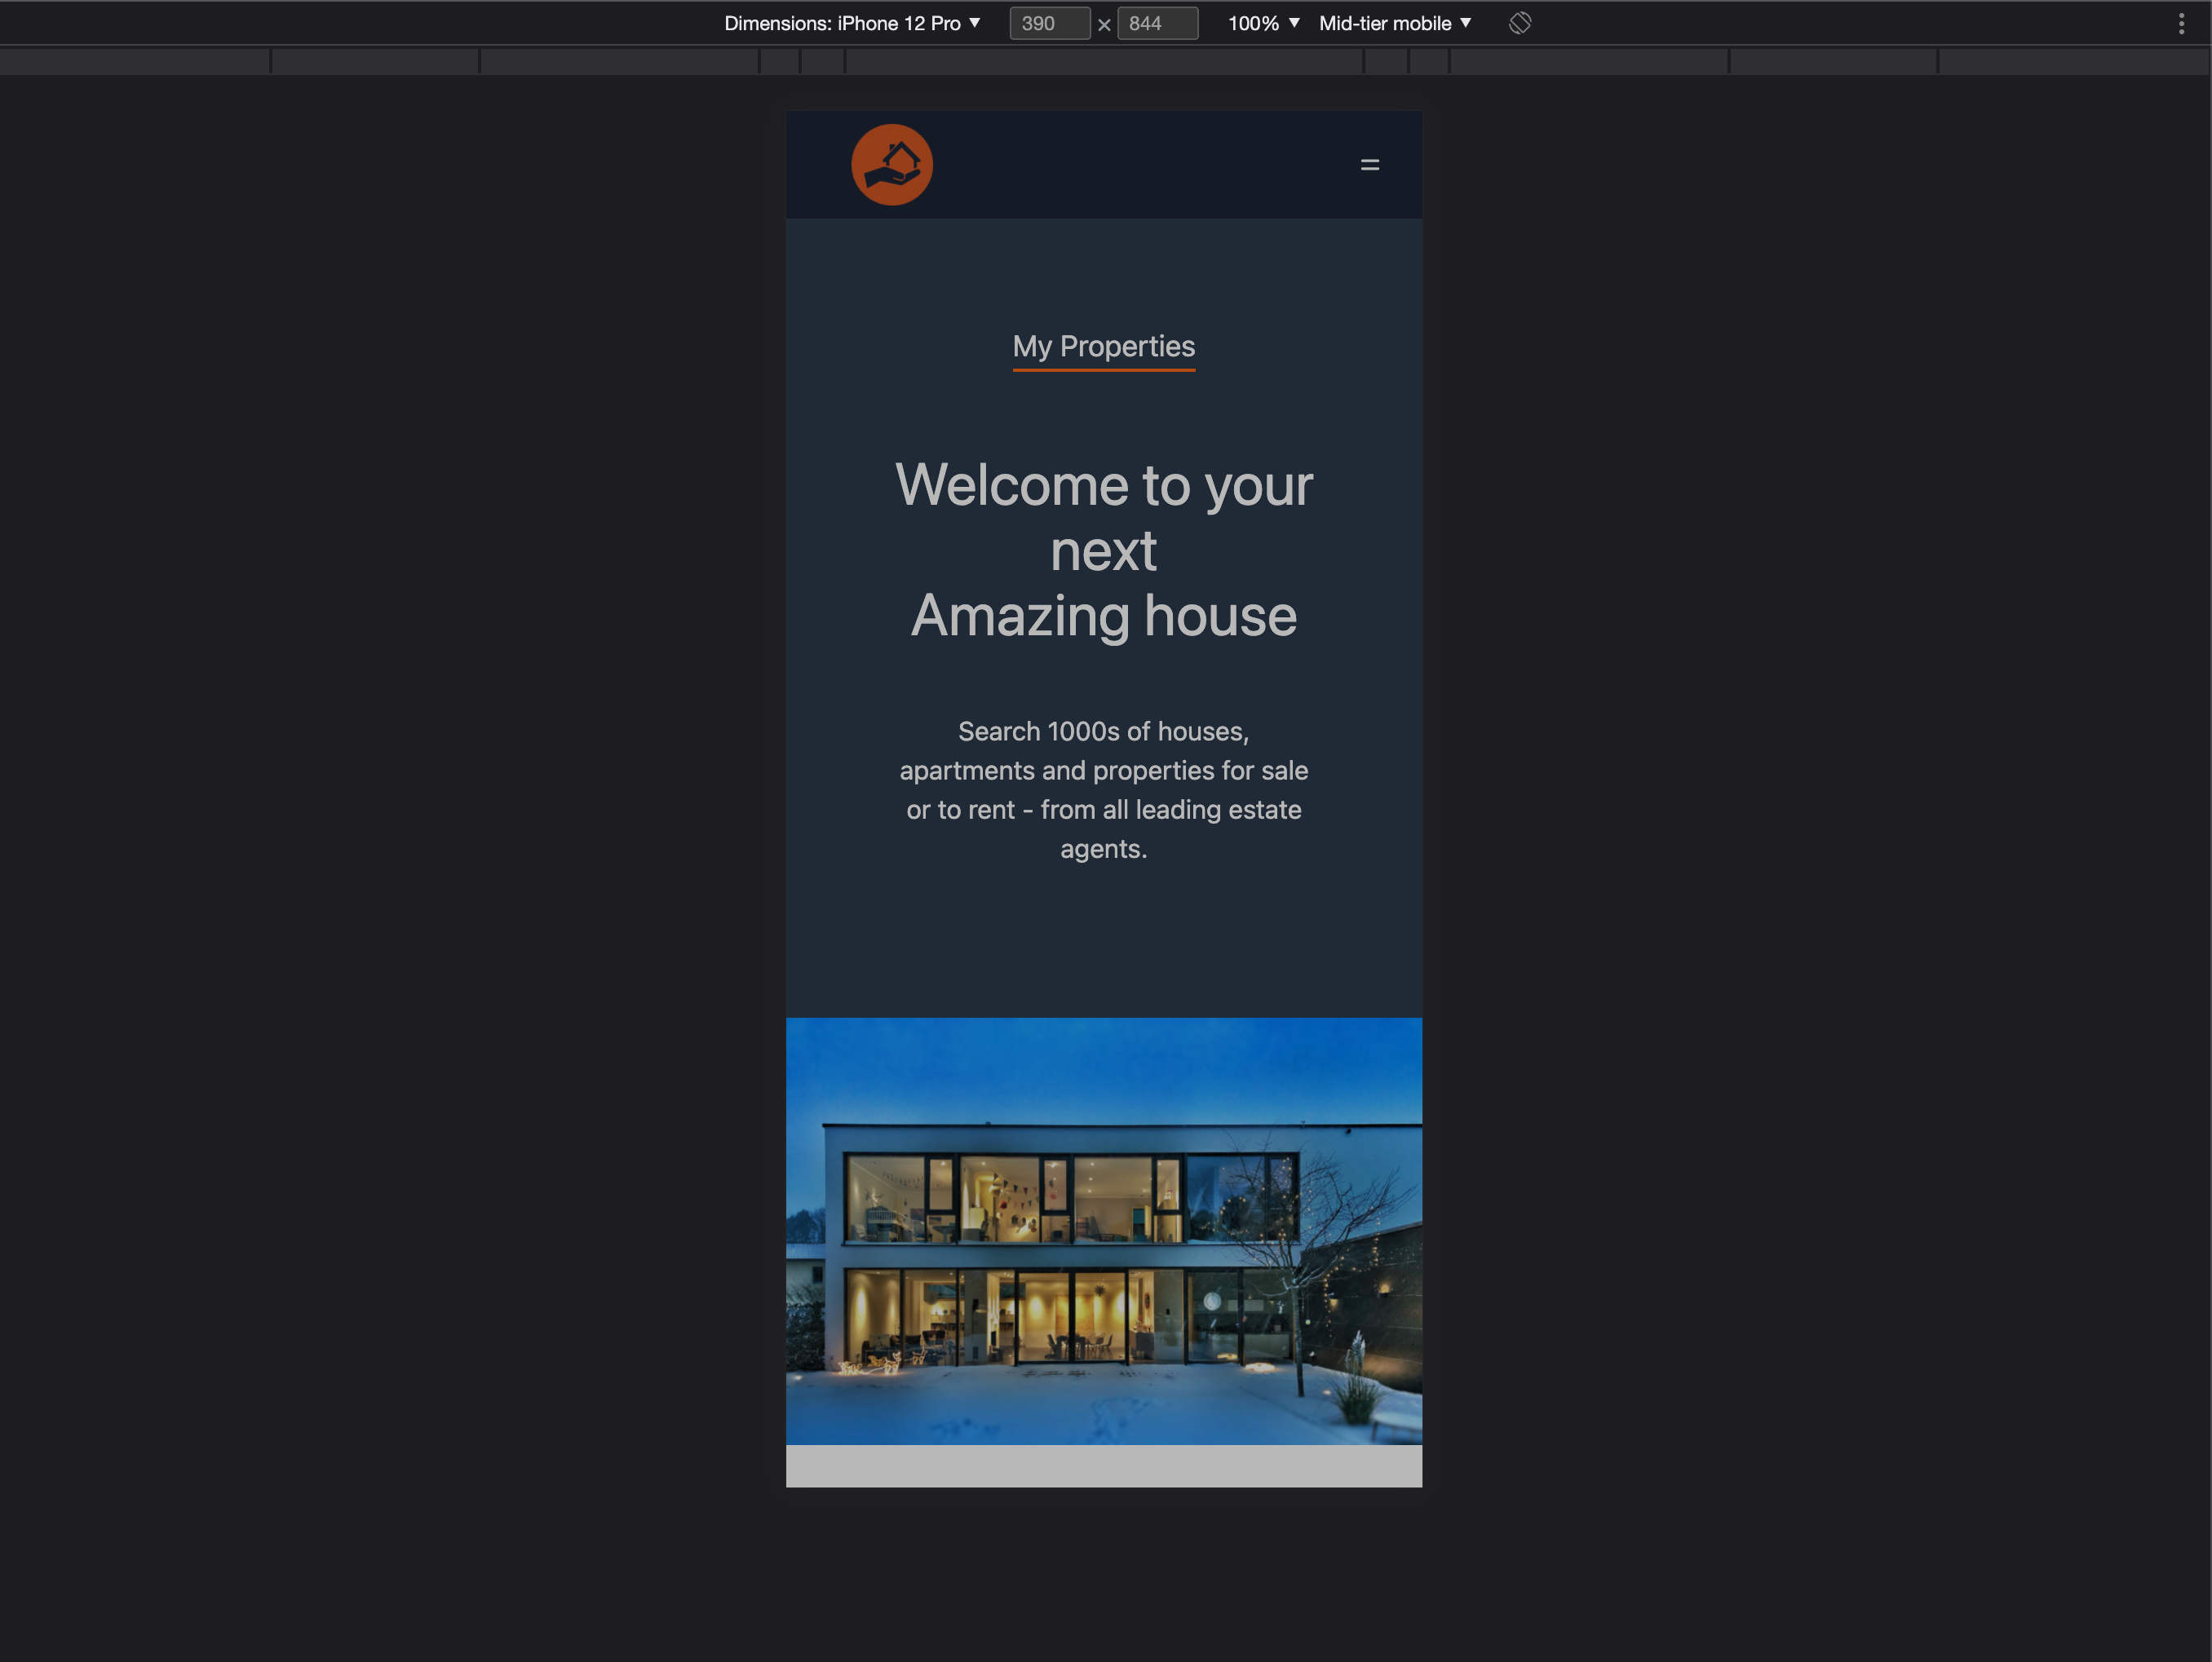 Dimensions: iPhone 12 Pro ▼ 390 × 844 100% ▼ Mid-tier mobile ▼
My Properties
Welcome to your
next
Amazing house
Search 1000s of houses,
apartments and properties for sale
or to rent - from all leading estate
agents.